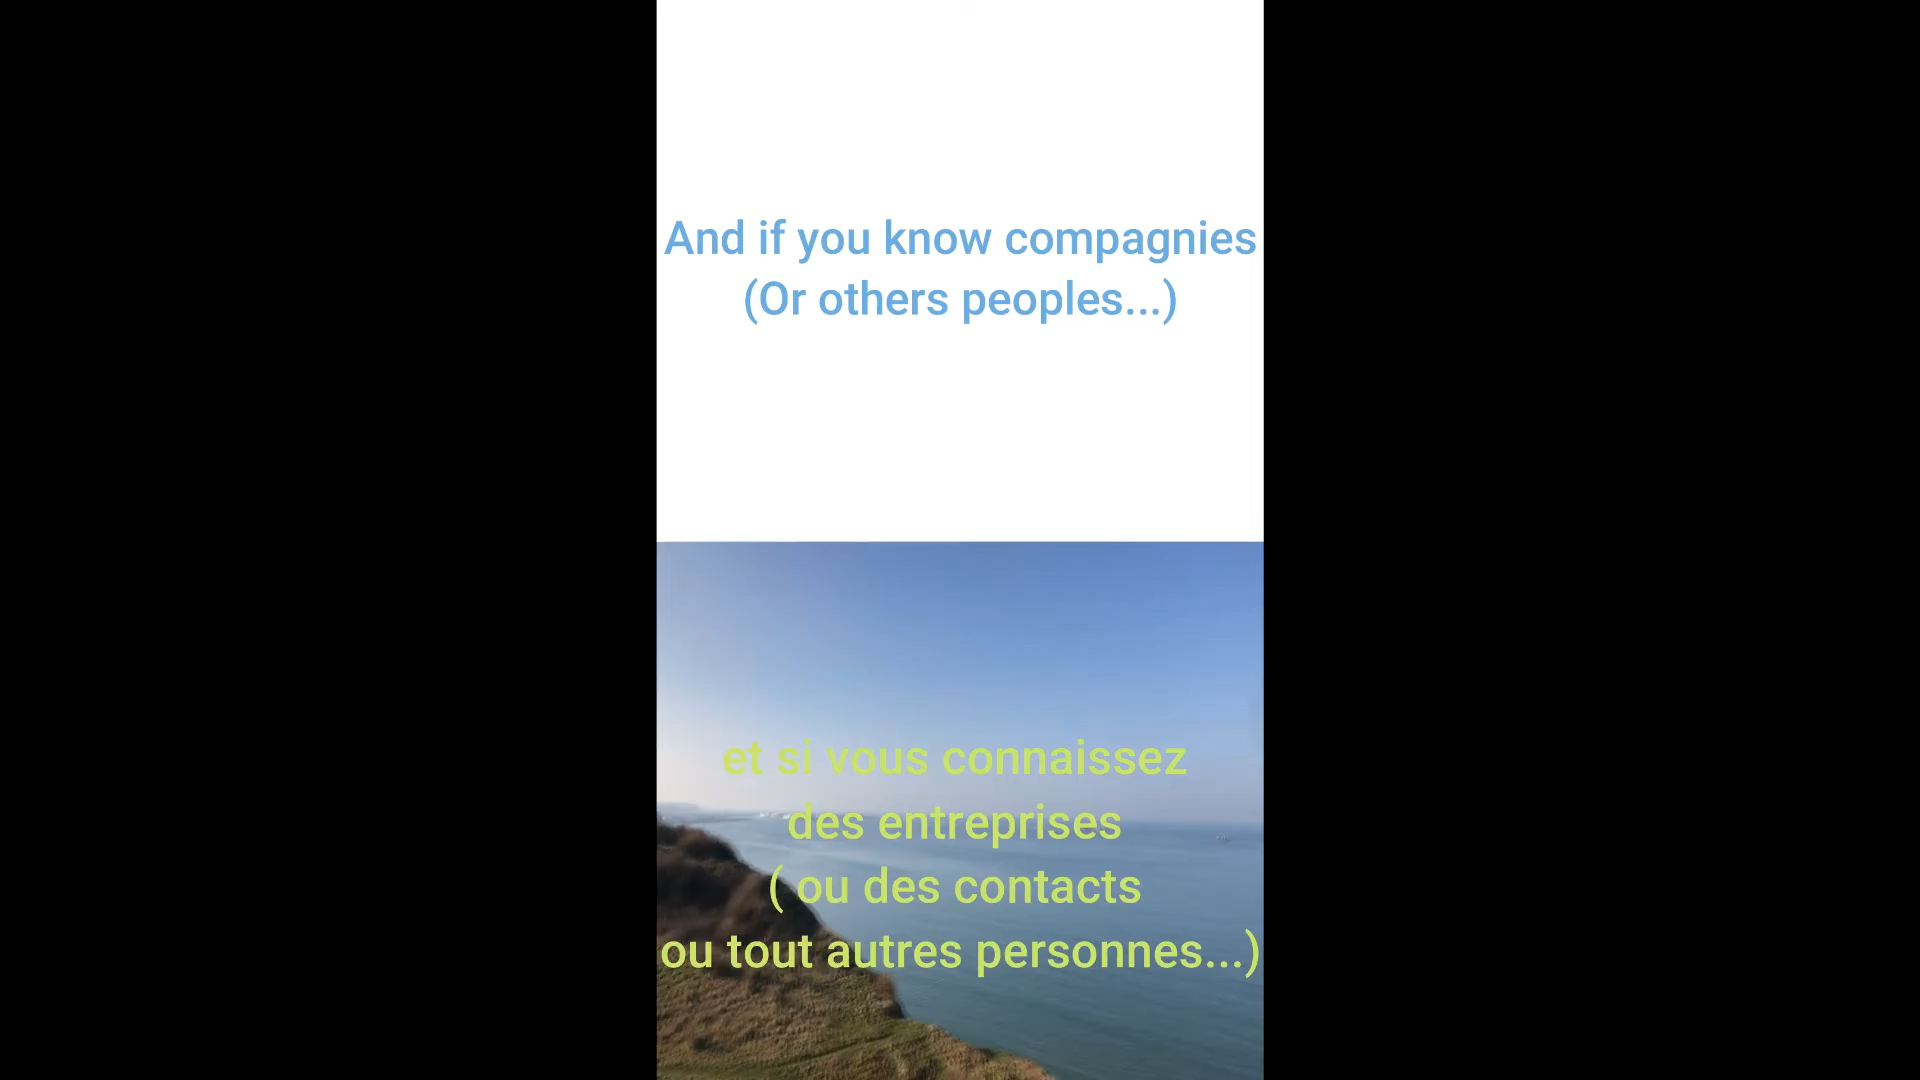 And if you know compagnies
(Or others peoples...)
et si vous connaissez
des entreprises
( ou des contacts
ou tout autres personnes...)